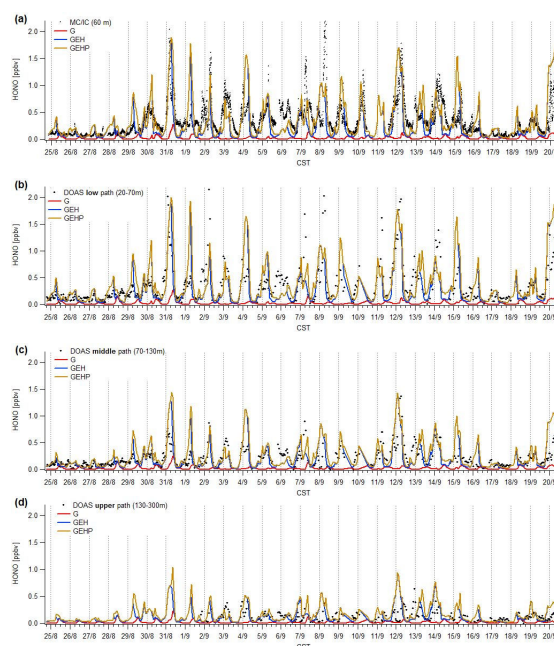 (a)
MC/IC (60 m)
G
GEH
GEHP
HONO [ppbv]
2.0
1.5
1.0
0.5
0.0
25/8 26/8 27/8 28/8 29/8 30/8 31/8 1/9 2/9 3/9 4/9 5/9 6/9 7/9 8/9 9/9 10/9 11/9 12/9 13/9 14/9 15/9 16/9 17/9 18/9 19/9 20/9
CST
(b)
DOAS low path (20-70m)
G
GEH
GEHP
HONO [ppbv]
2.0
1.5
1.0
0.5
0.0
25/8 26/8 27/8 28/8 29/8 30/8 31/8 1/9 2/9 3/9 4/9 5/9 6/9 7/9 8/9 9/9 10/9 11/9 12/9 13/9 14/9 15/9 16/9 17/9 18/9 19/9 20/9
CST
(c)
DOAS middle path (70-130m)
G
GEH
GEHP
HONO [ppbv]
2.0
1.5
1.0
0.5
0.0
25/8 26/8 27/8 28/8 29/8 30/8 31/8 1/9 2/9 3/9 4/9 5/9 6/9 7/9 8/9 9/9 10/9 11/9 12/9 13/9 14/9 15/9 16/9 17/9 18/9 19/9 20/9
CST
(d)
DOAS upper path (130-300m)
G
GEH
GEHP
HONO [ppbv]
2.0
1.5
1.0
0.5
0.0
25/8 26/8 27/8 28/8 29/8 30/8 31/8 1/9 2/9 3/9 4/9 5/9 6/9 7/9 8/9 9/9 10/9 11/9 12/9 13/9 14/9 15/9 16/9 17/9 18/9 19/9 20/9
CST